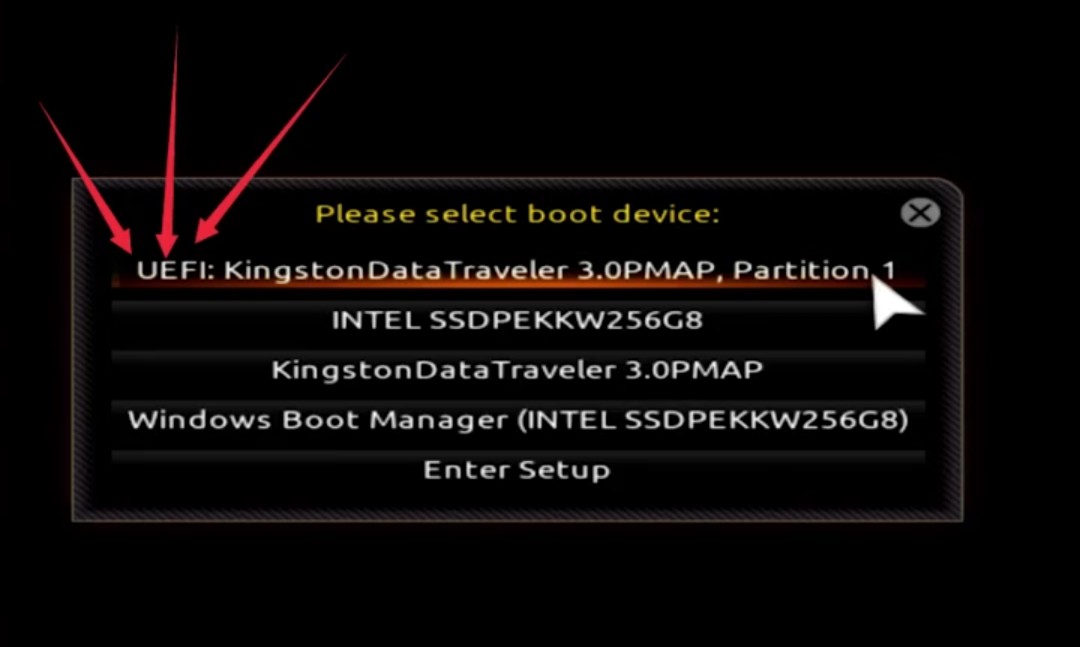 Please select boot device:
UEFI: KingstonDataTraveler 3.0PMAP, Partition 1
INTEL SSDPEKKW256G8
KingstonDataTraveler 3.0PMAP
Windows Boot Manager (INTEL SSDPEKKW256G8)
Enter Setup